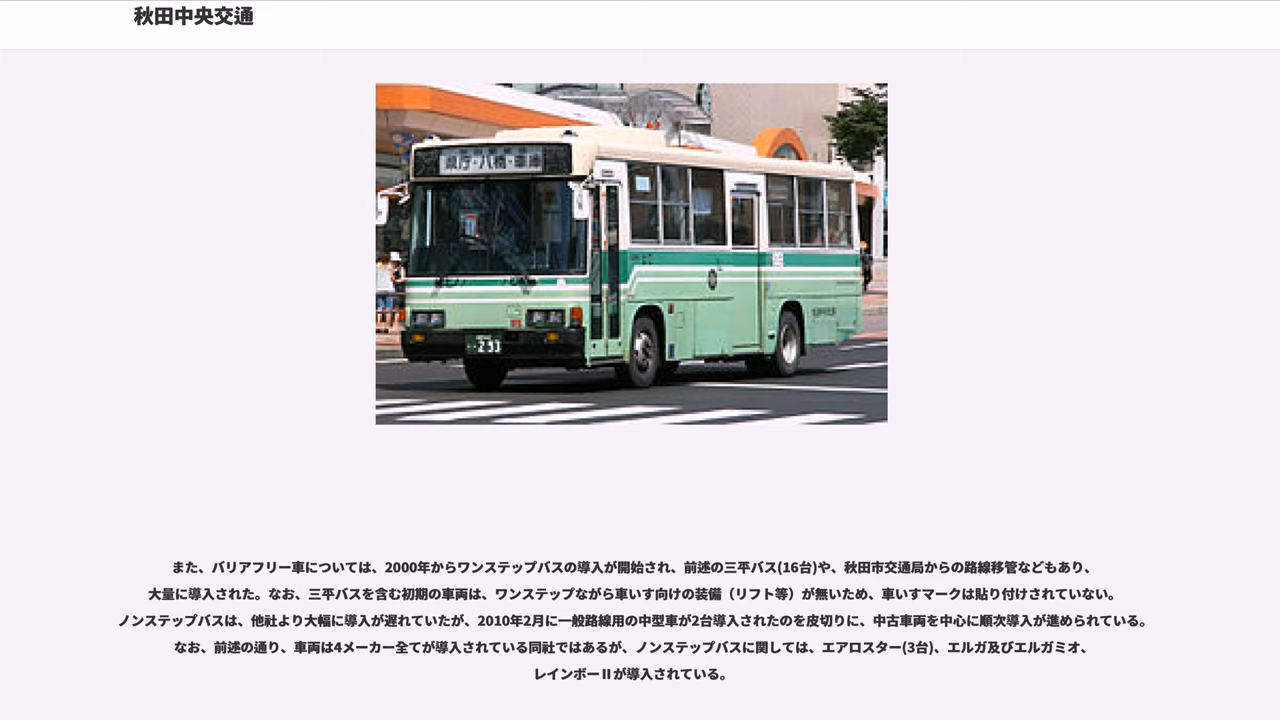 秋田中央交通
県庁・八橋・車庫
・293
また、バリアフリー車については、2000年からワンステップバスの導入が開始され、前述の三平バス(16台)や、秋田市交通局からの路線移管などもあり、
大量に導入された。なお、三平バスを含む初期の車両は、ワンステップながら車いす向けの装備（リフト等）が無いため、車いすマークは貼り付けされていない。
ノンステップバスは、他社より大幅に導入が遅れていたが、2010年2月に一般路線用の中型車が2台導入されたのを皮切りに、中古車両を中心に順次導入が進められている。
なお、前述の通り、車両は4メーカー全てが導入されている同社ではあるが、ノンステップバスに関しては、エアロスター(3台)、エルガ及びエルガミオ、
レインボーⅡが導入されている。